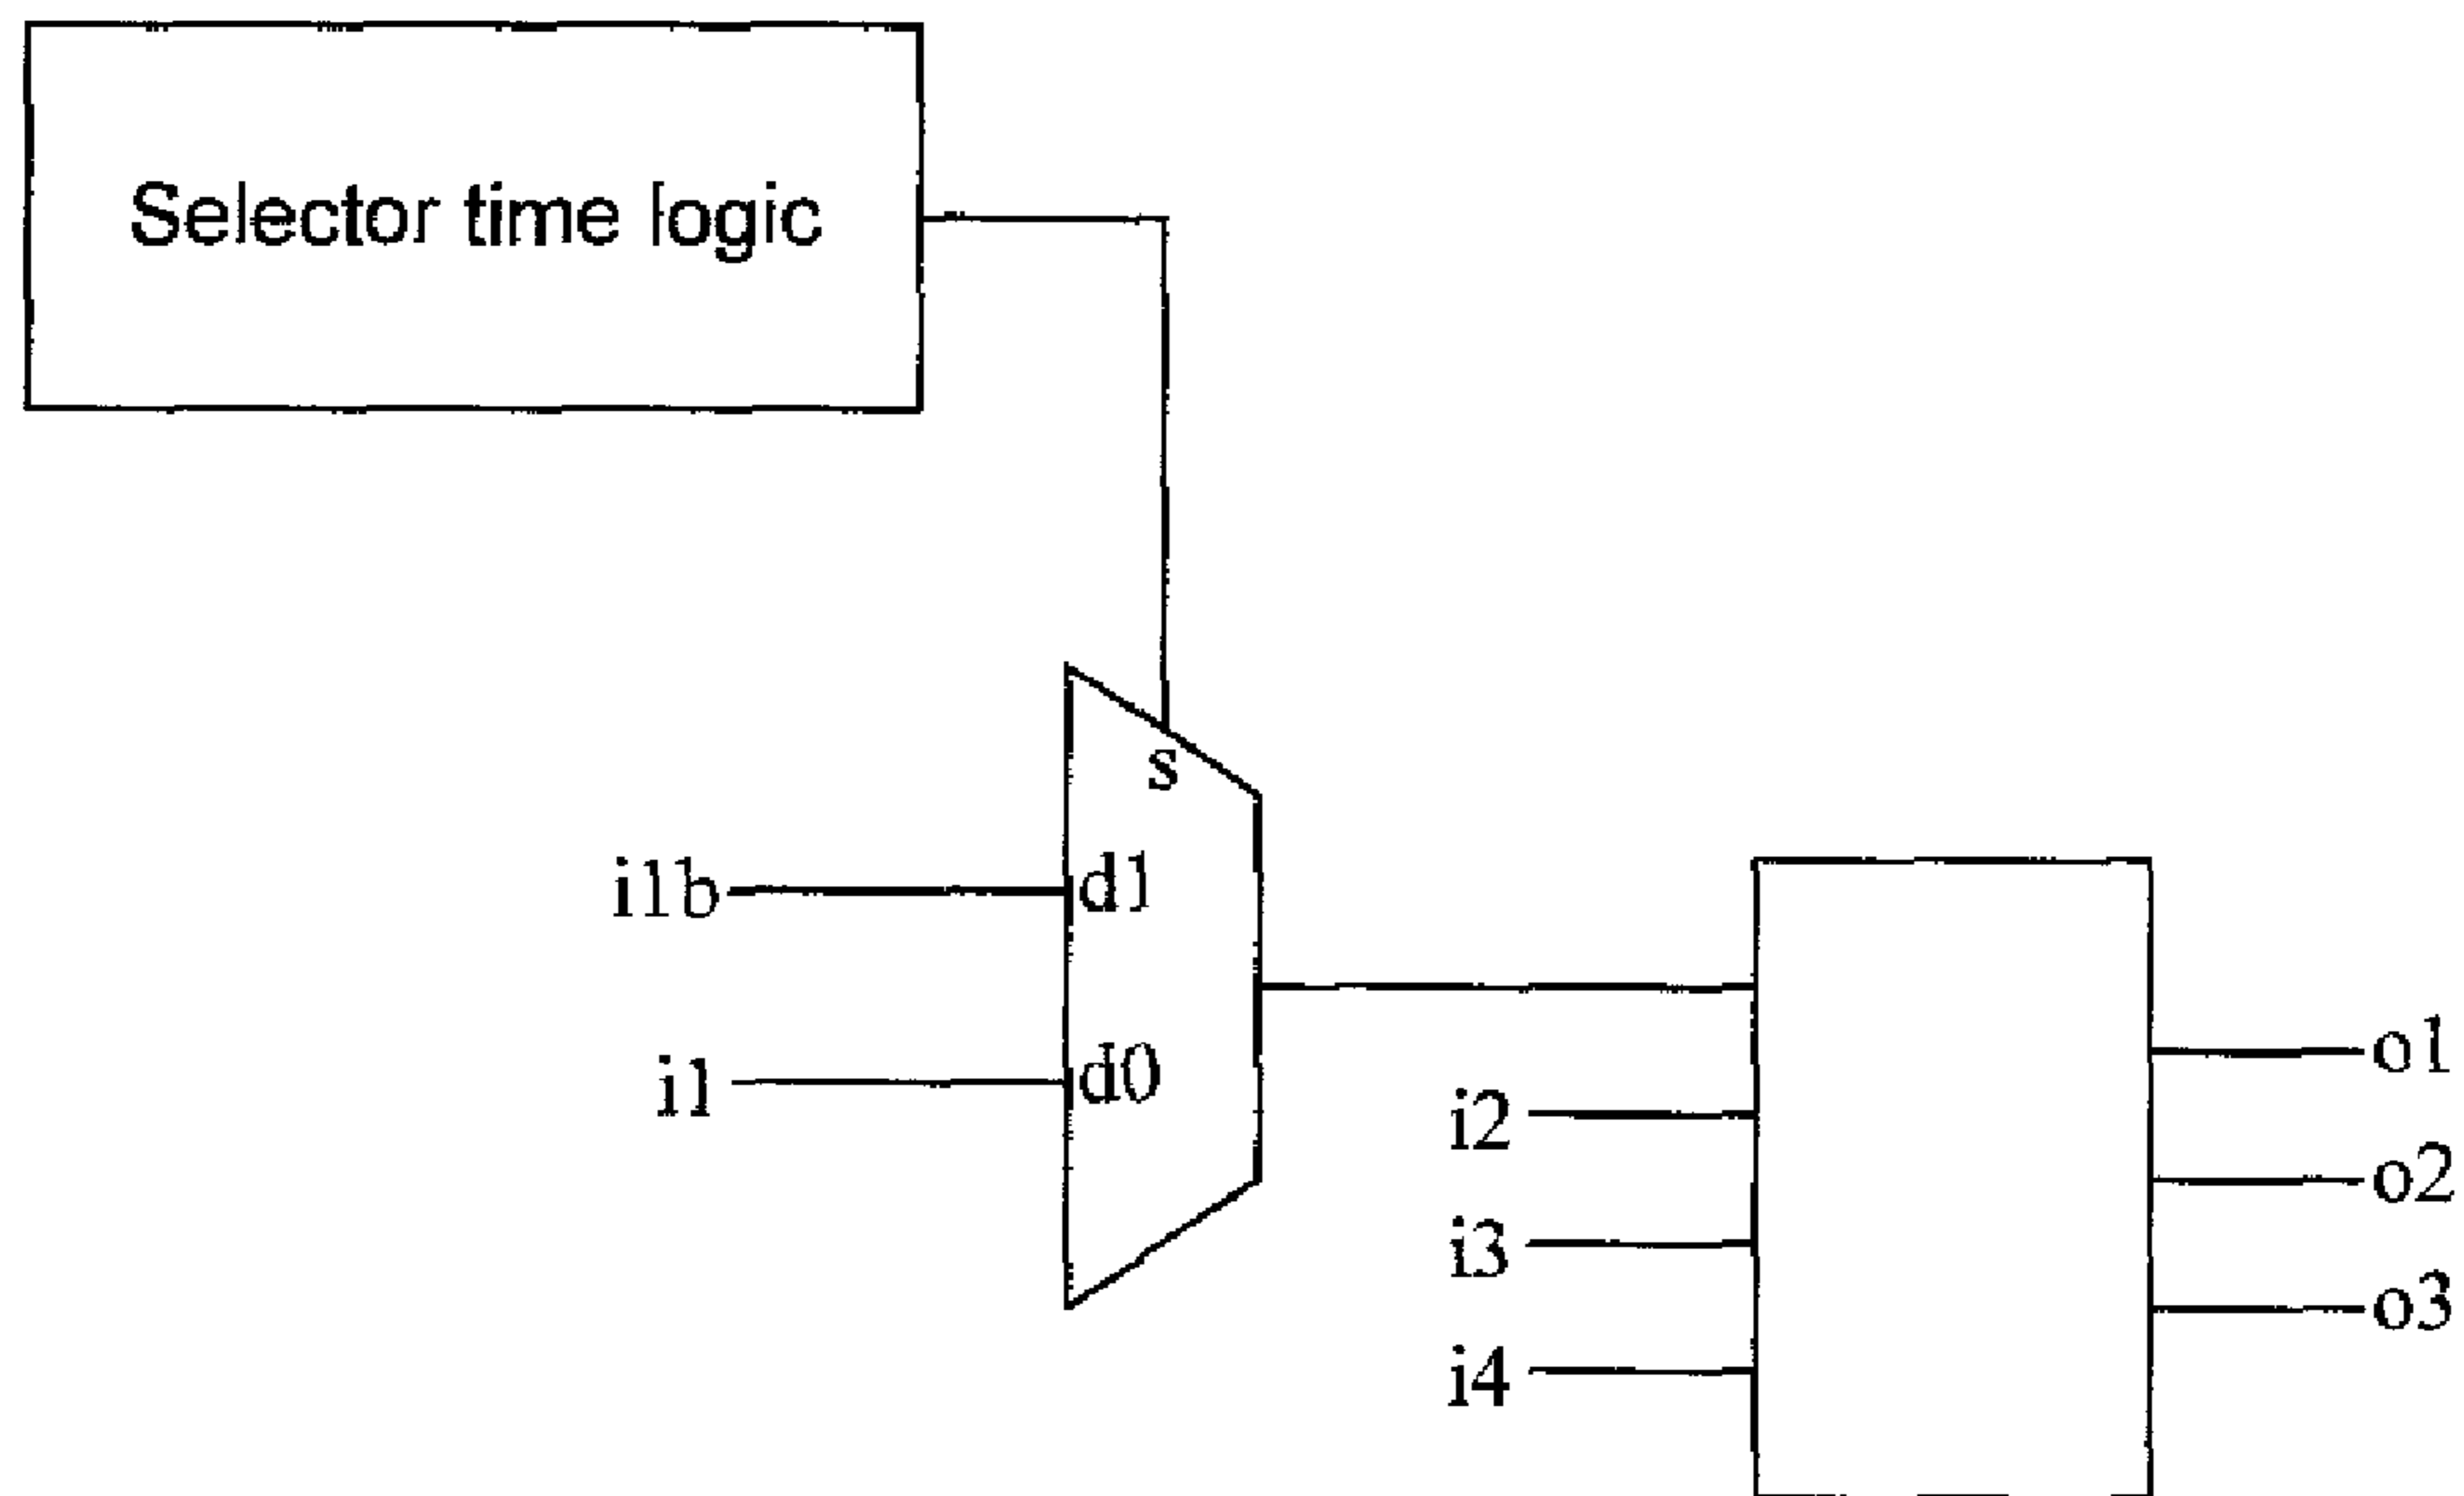 Selector time logic
s
i1b
d1
i1
d0
i2
i3
i4
o1
o2
o3